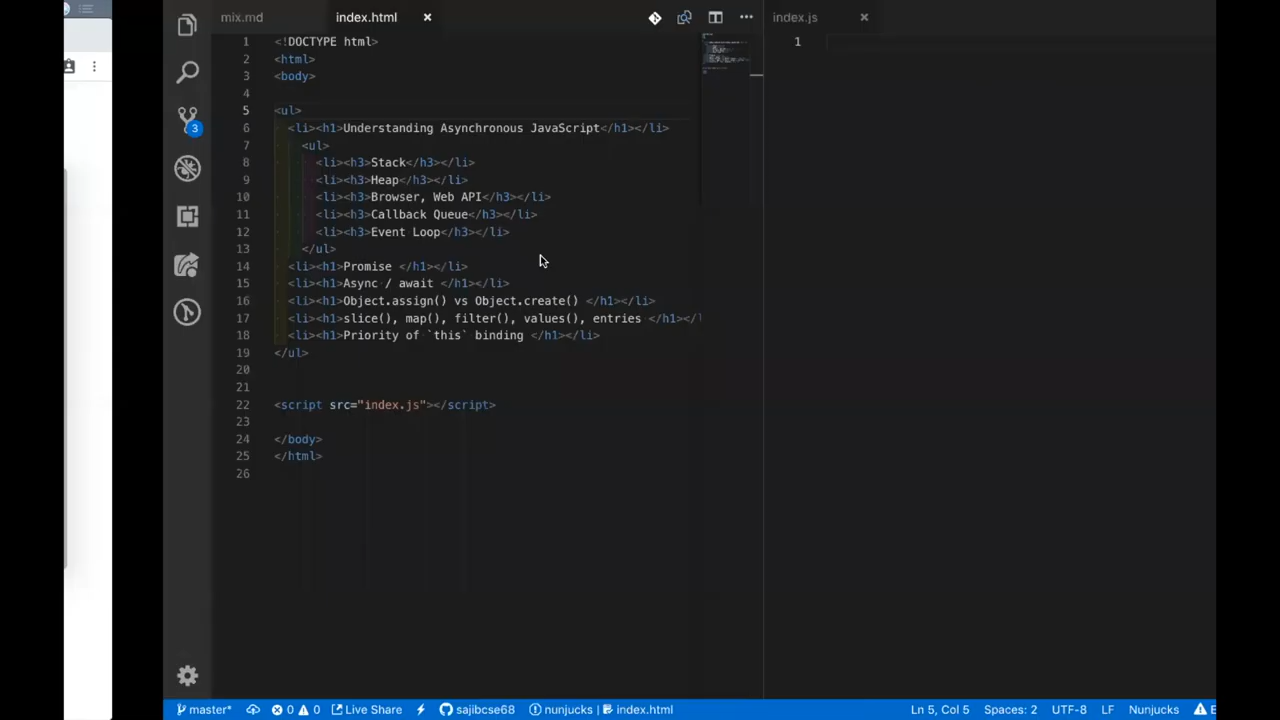 mix.md
index.html
index.js
1 <!DOCTYPE html>
2 <html>
3 <body>
4
5 <ul>
6 <li><h1>Understanding Asynchronous JavaScript</h1></li>
7 <ul>
8 <li><h3>Stack</h3></li>
9 <li><h3>Heap</h3></li>
10 <li><h3>Browser, Web API</h3></li>
11 <li><h3>Callback Queue</h3></li>
12 <li><h3>Event Loop</h3></li>
13 </ul>
14 <li><h1>Promise </h1></li>
15 <li><h1>Async / await </h1></li>
16 <li><h1>Object.assign() vs Object.create() </h1></li>
17 <li><h1>slice(), map(), filter(), values(), entries </h1></l
18 <li><h1>Priority of `this` binding </h1></li>
19 </ul>
20
21
22 <script src="index.js"></script>
23
24 </body>
25 </html>
26
1
3
master* 0 0 Live Share sajibcse68 nunjucks | index.html Ln 5, Col 5 Spaces: 2 UTF-8 LF Nunjucks E